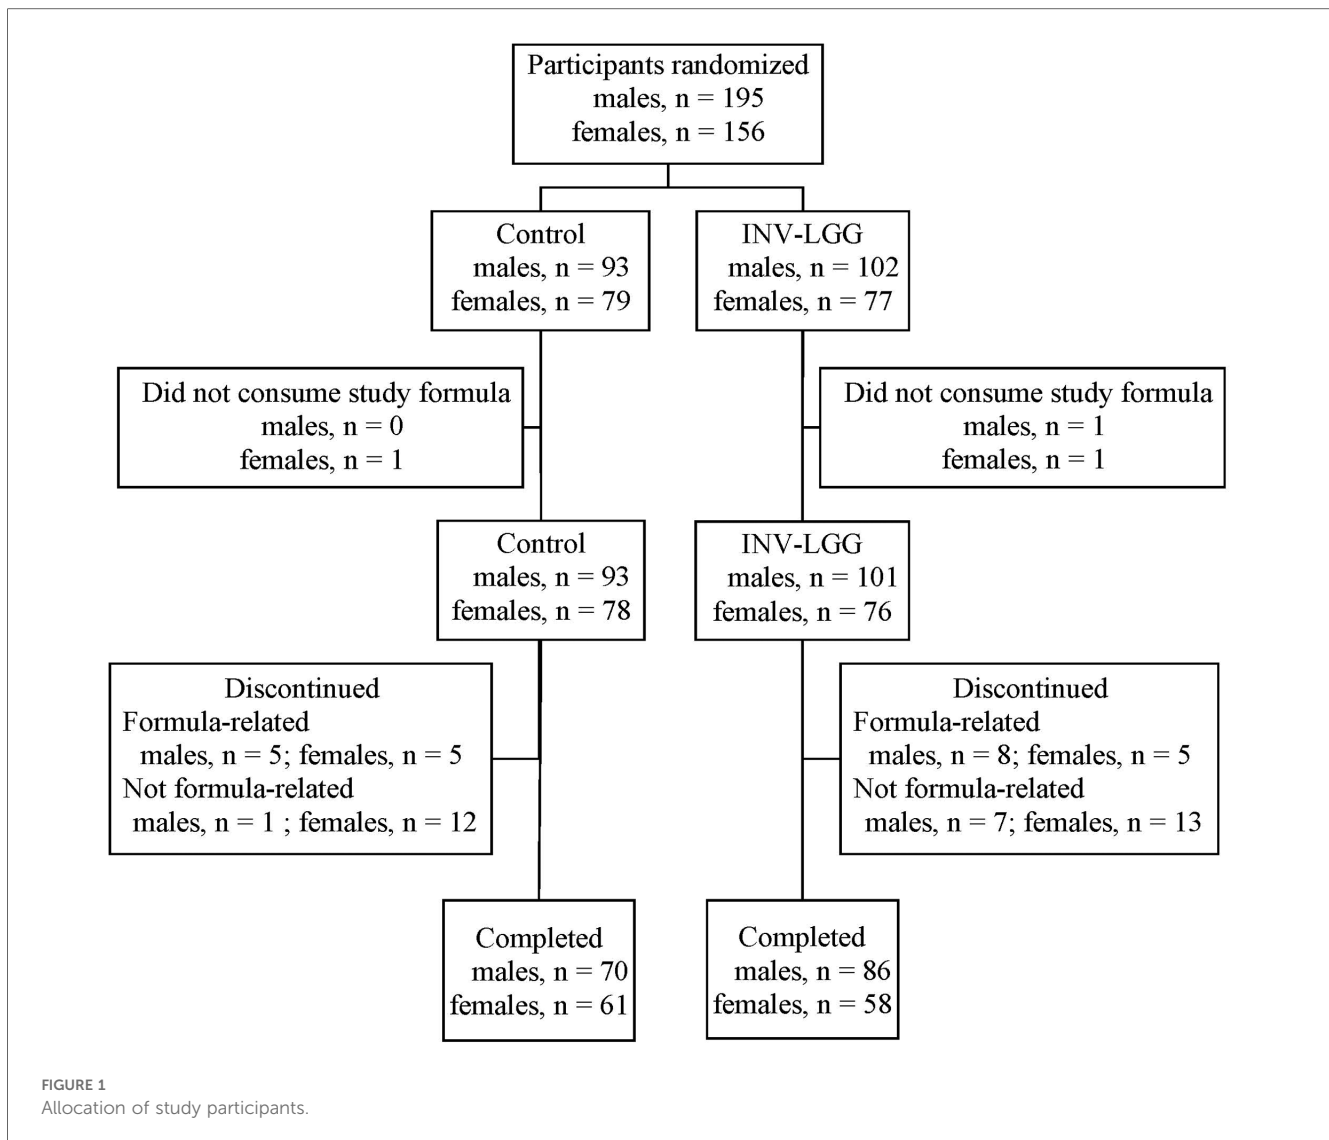 Participants randomized
males, n = 195
females, n = 156
Control
males, n = 93
females, n = 79
INV-LGG
males, n = 102
females, n = 77
Did not consume study formula
males, n = 0
females, n = 1
Did not consume study formula
males, n = 1
females, n = 1
Control
males, n = 93
females, n = 78
INV-LGG
males, n = 101
females, n = 76
Discontinued
Formula-related
males, n = 5; females, n = 5
Not formula-related
males, n = 1 ; females, n = 12
Discontinued
Formula-related
males, n = 8; females, n = 5
Not formula-related
males, n = 7; females, n = 13
Completed
males, n = 70
females, n = 61
Completed
males, n = 86
females, n = 58
FIGURE 1
Allocation of study participants.